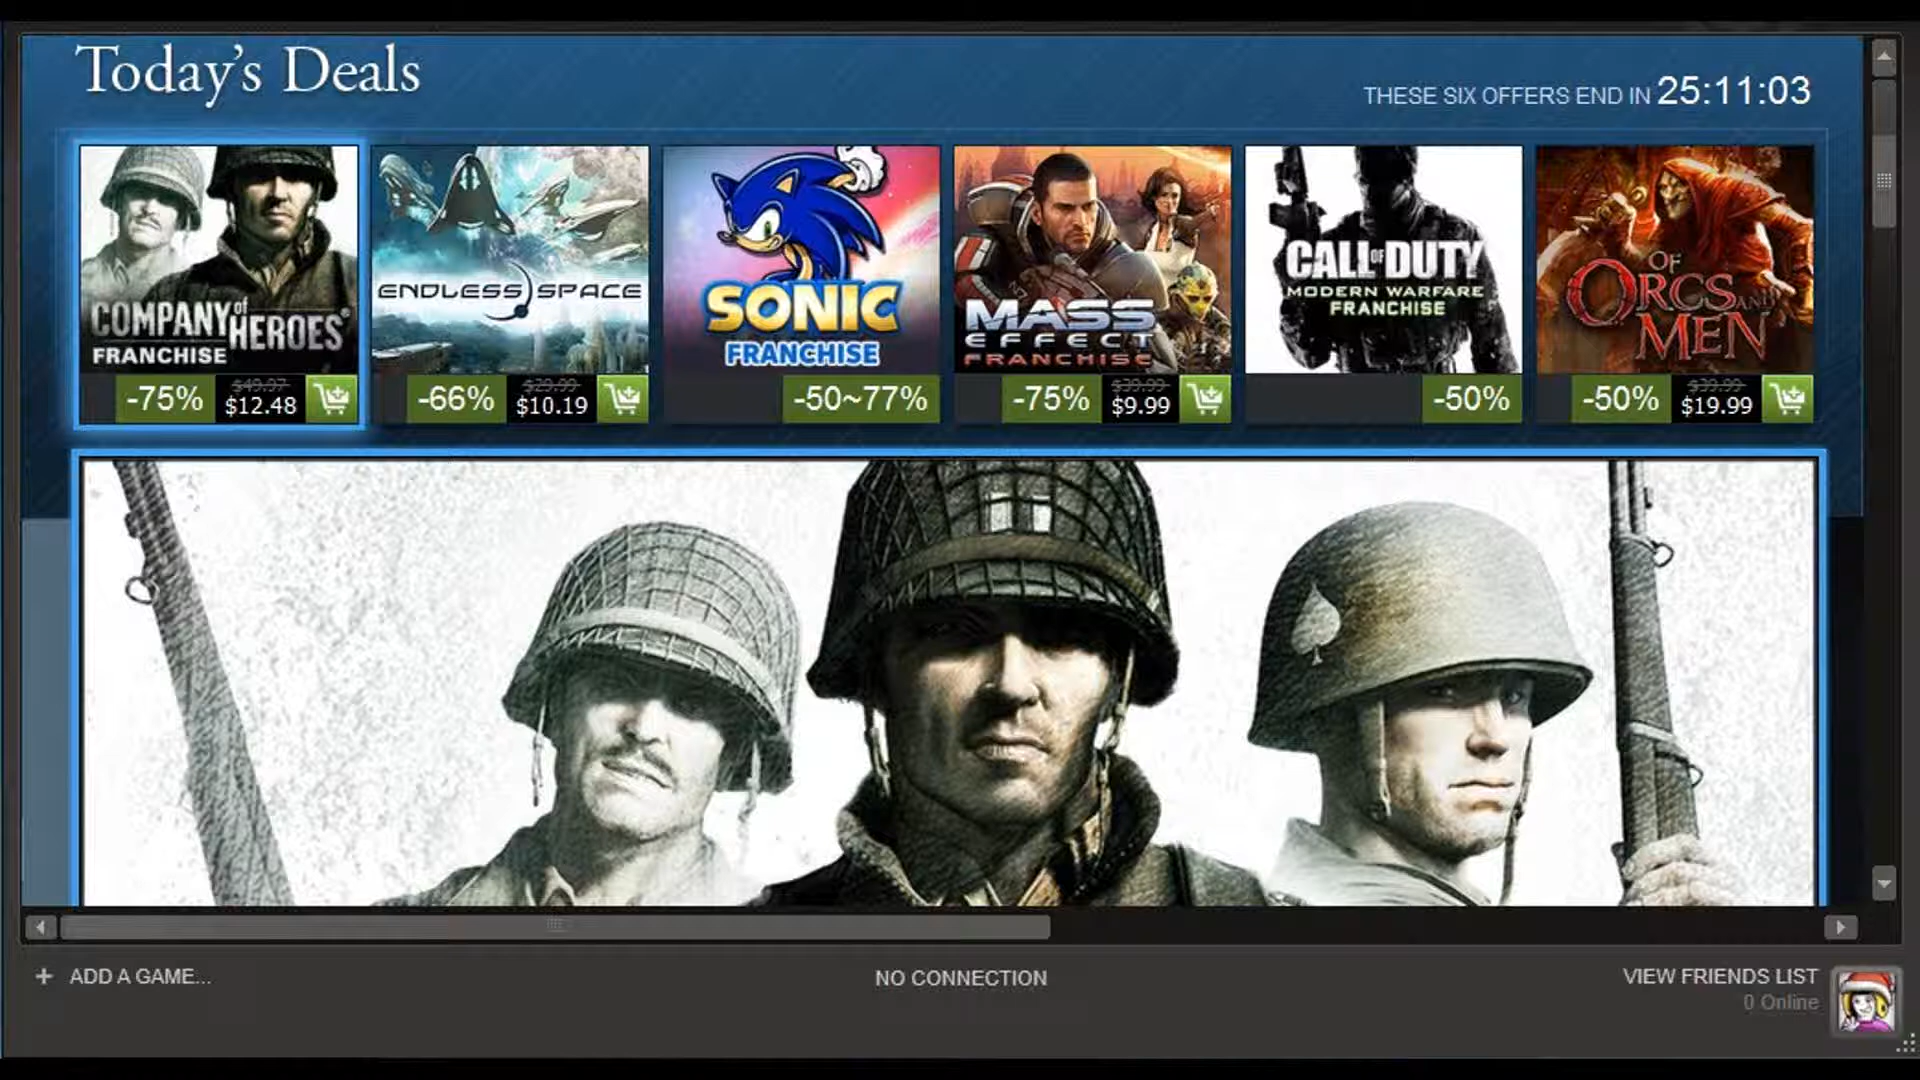 Today's Deals
THESE SIX OFFERS END IN 25:11:03
COMPANY of HEROES
FRANCHISE
-75%
$49.97
$12.48
ENDLESS SPACE
-66%
$29.99
$10.19
SONIC
FRANCHISE
-50~77%
MASS
EFFECT
FRANCHISE
-75%
$39.99
$9.99
CALL OF DUTY
MODERN WARFARE
FRANCHISE
-50%
OF
ORCS AND
MEN
-50%
$39.99
$19.99
+ ADD A GAME...
NO CONNECTION
VIEW FRIENDS LIST
0 Online